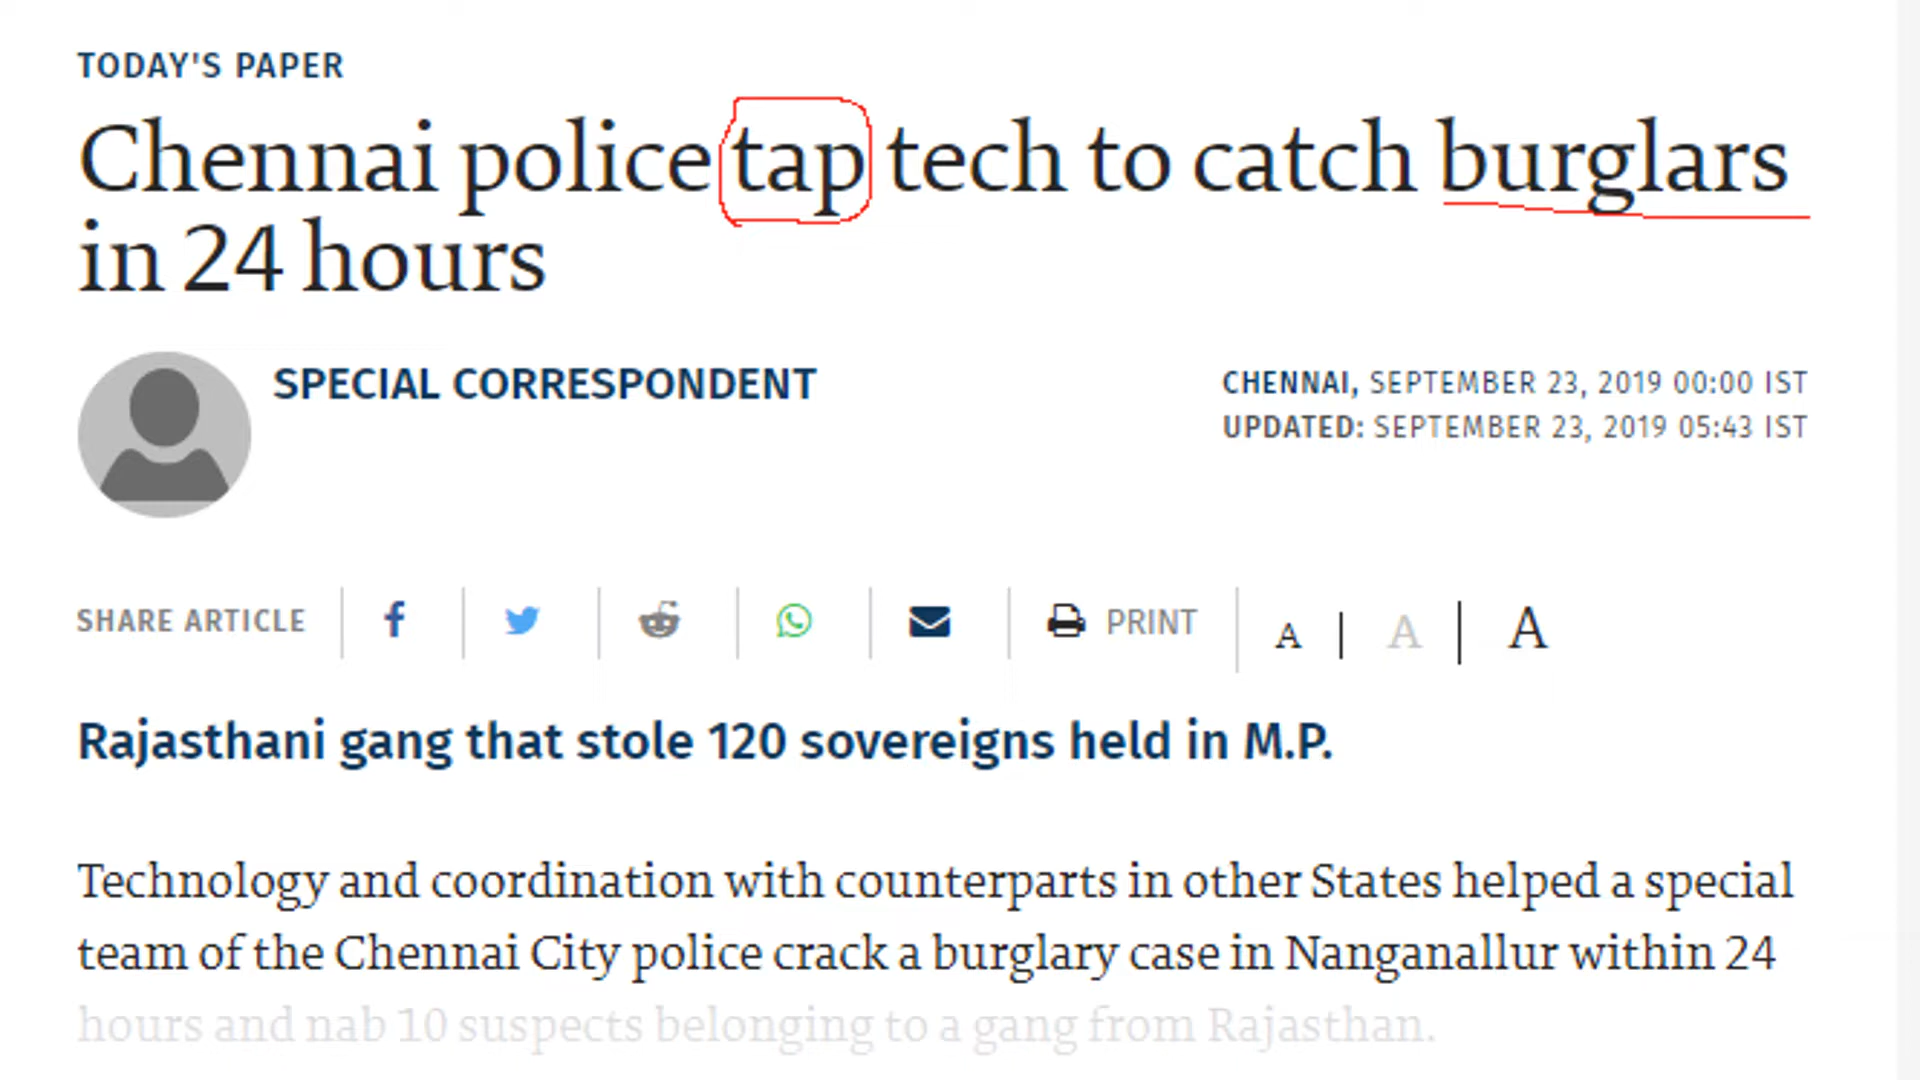 TODAY'S PAPER
Chennai police tap tech to catch burglars
in 24 hours
SPECIAL CORRESPONDENT
CHENNAI, SEPTEMBER 23, 2019 00:00 IST
UPDATED: SEPTEMBER 23, 2019 05:43 IST
SHARE ARTICLE PRINT A | A | A
Rajasthani gang that stole 120 sovereigns held in M.P.
Technology and coordination with counterparts in other States helped a special
team of the Chennai City police crack a burglary case in Nanganallur within 24
hours and nab 10 suspects belonging to a gang from Rajasthan.